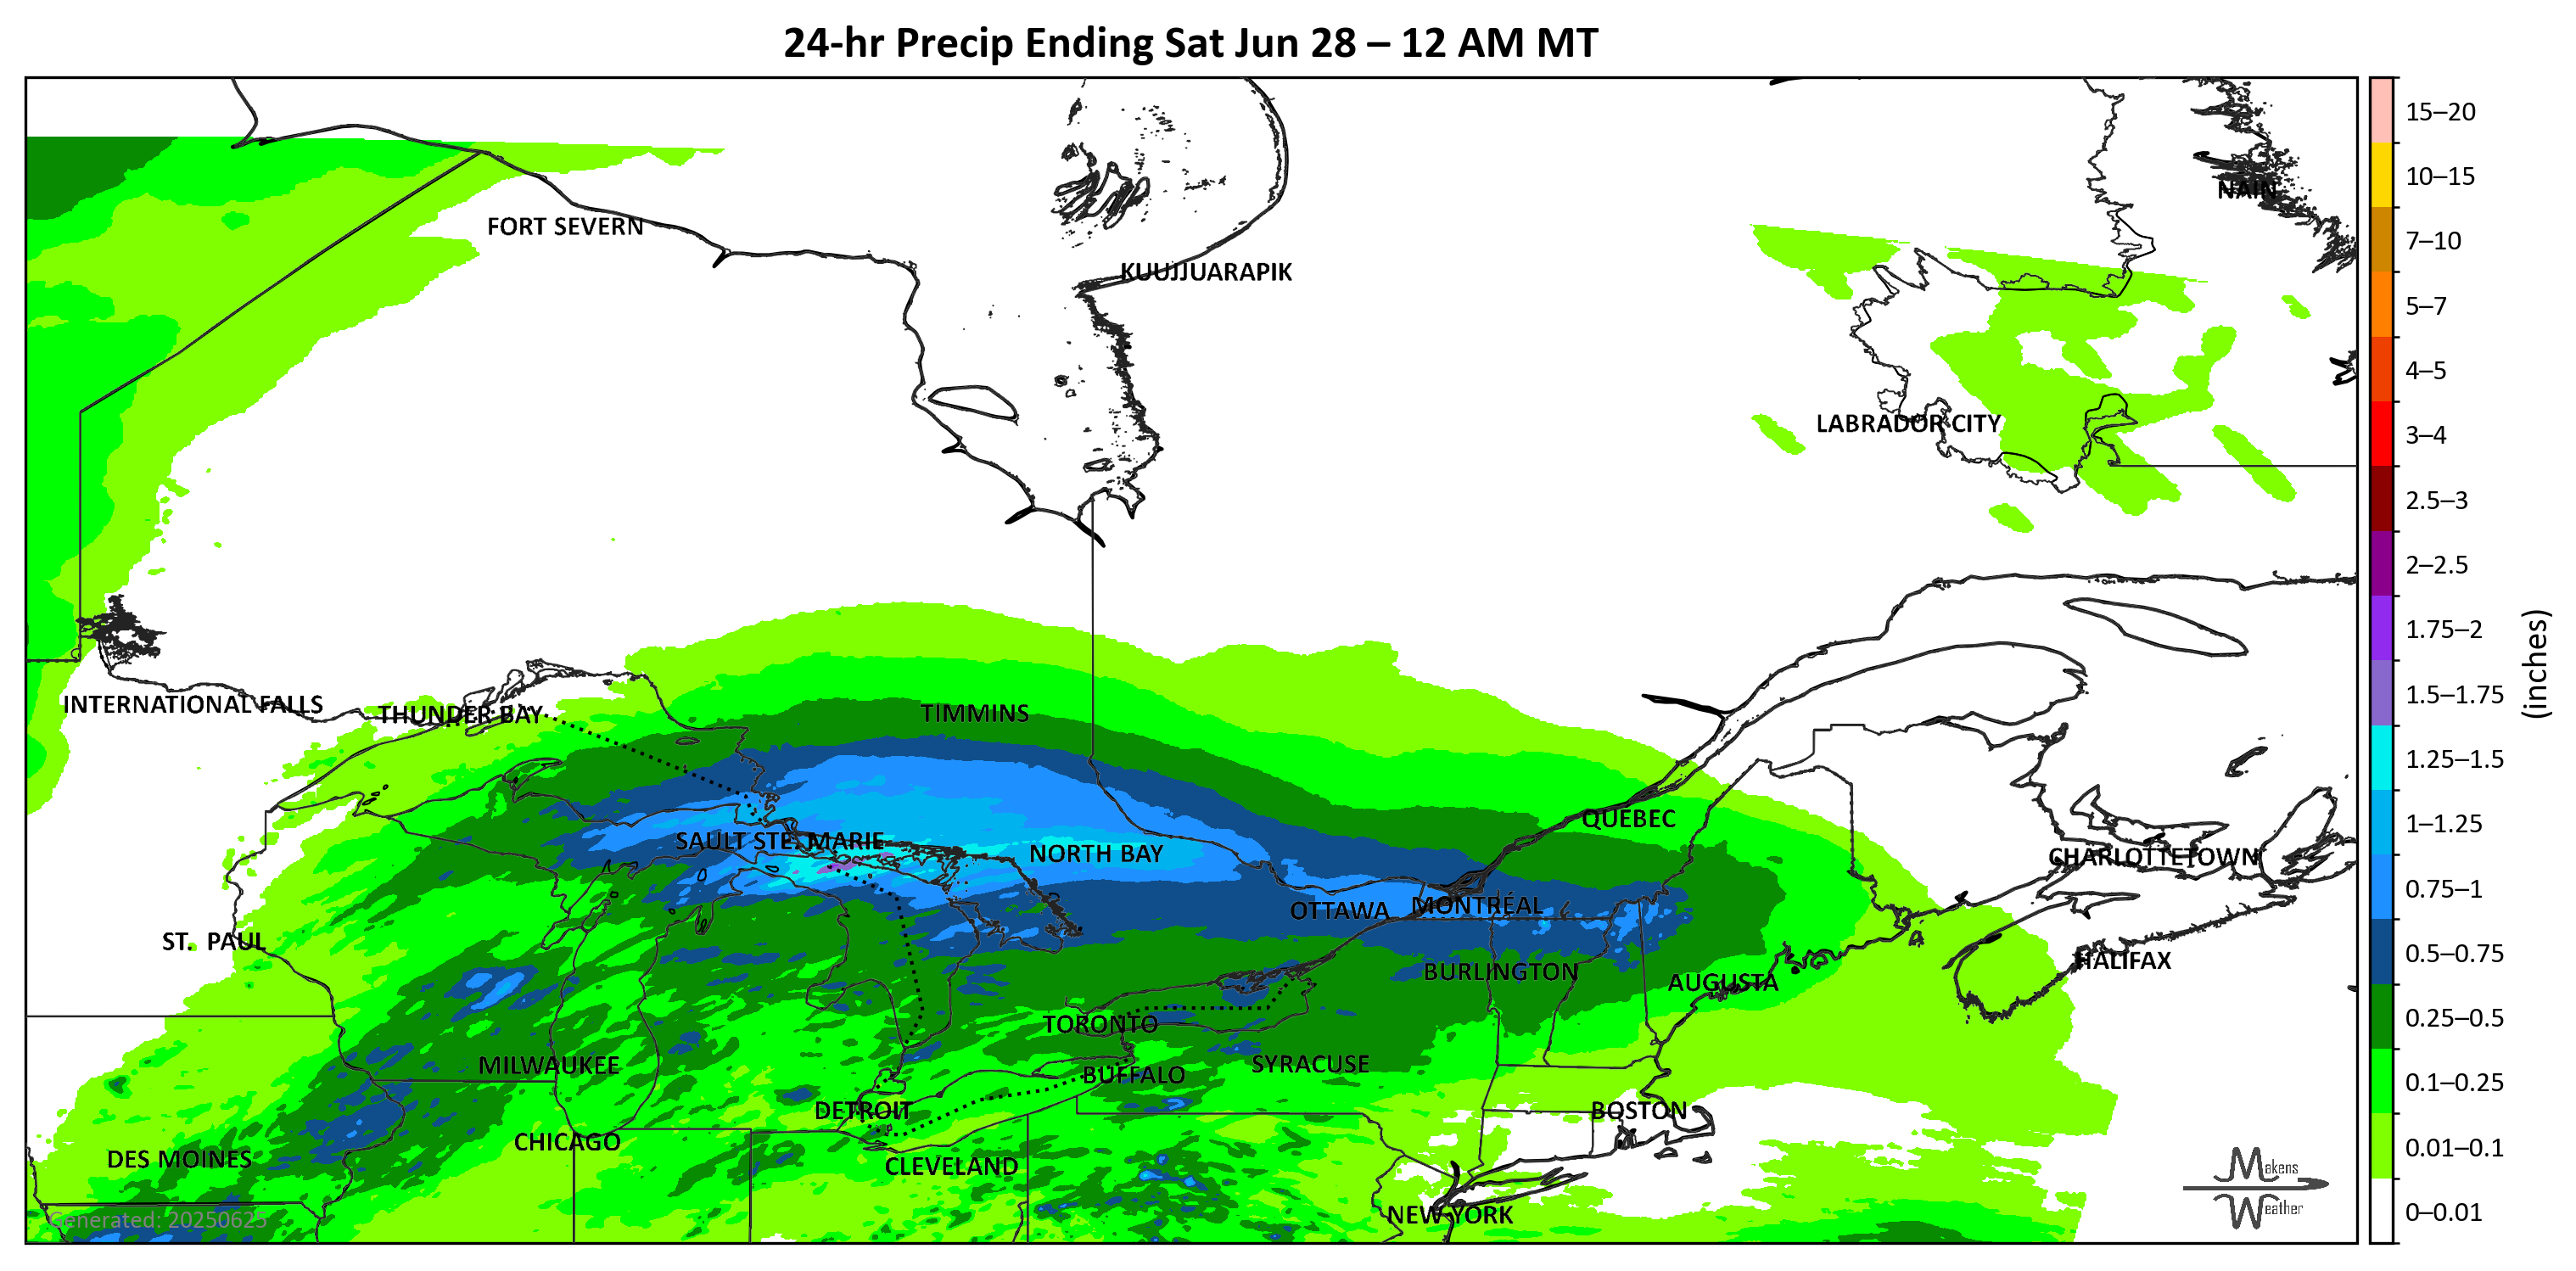 24-hr Precip Ending Sat Jun 28 – 12 AM MT
NAIN
FORT SEVERN
KUUJJUARAPIK
LABRADOR CITY
INTERNATIONAL FALLS
THUNDER BAY
TIMMINS
QUEBEC
SAULT STE. MARIE
NORTH BAY
CHARLOTTETOWN
OTTAWA
MONTRÉAL
ST. PAUL
HALIFAX
BURLINGTON
AUGUSTA
TORONTO
MILWAUKEE
SYRACUSE
BUFFALO
DETROIT
BOSTON
CHICAGO
DES MOINES
CLEVELAND
NEW YORK
Generated: 20250625
Makens
Weather
15–20
10–15
7–10
5–7
4–5
3–4
2.5–3
2–2.5
1.75–2
1.5–1.75
1.25–1.5
1–1.25
0.75–1
0.5–0.75
0.25–0.5
0.1–0.25
0.01–0.1
0–0.01
(inches)